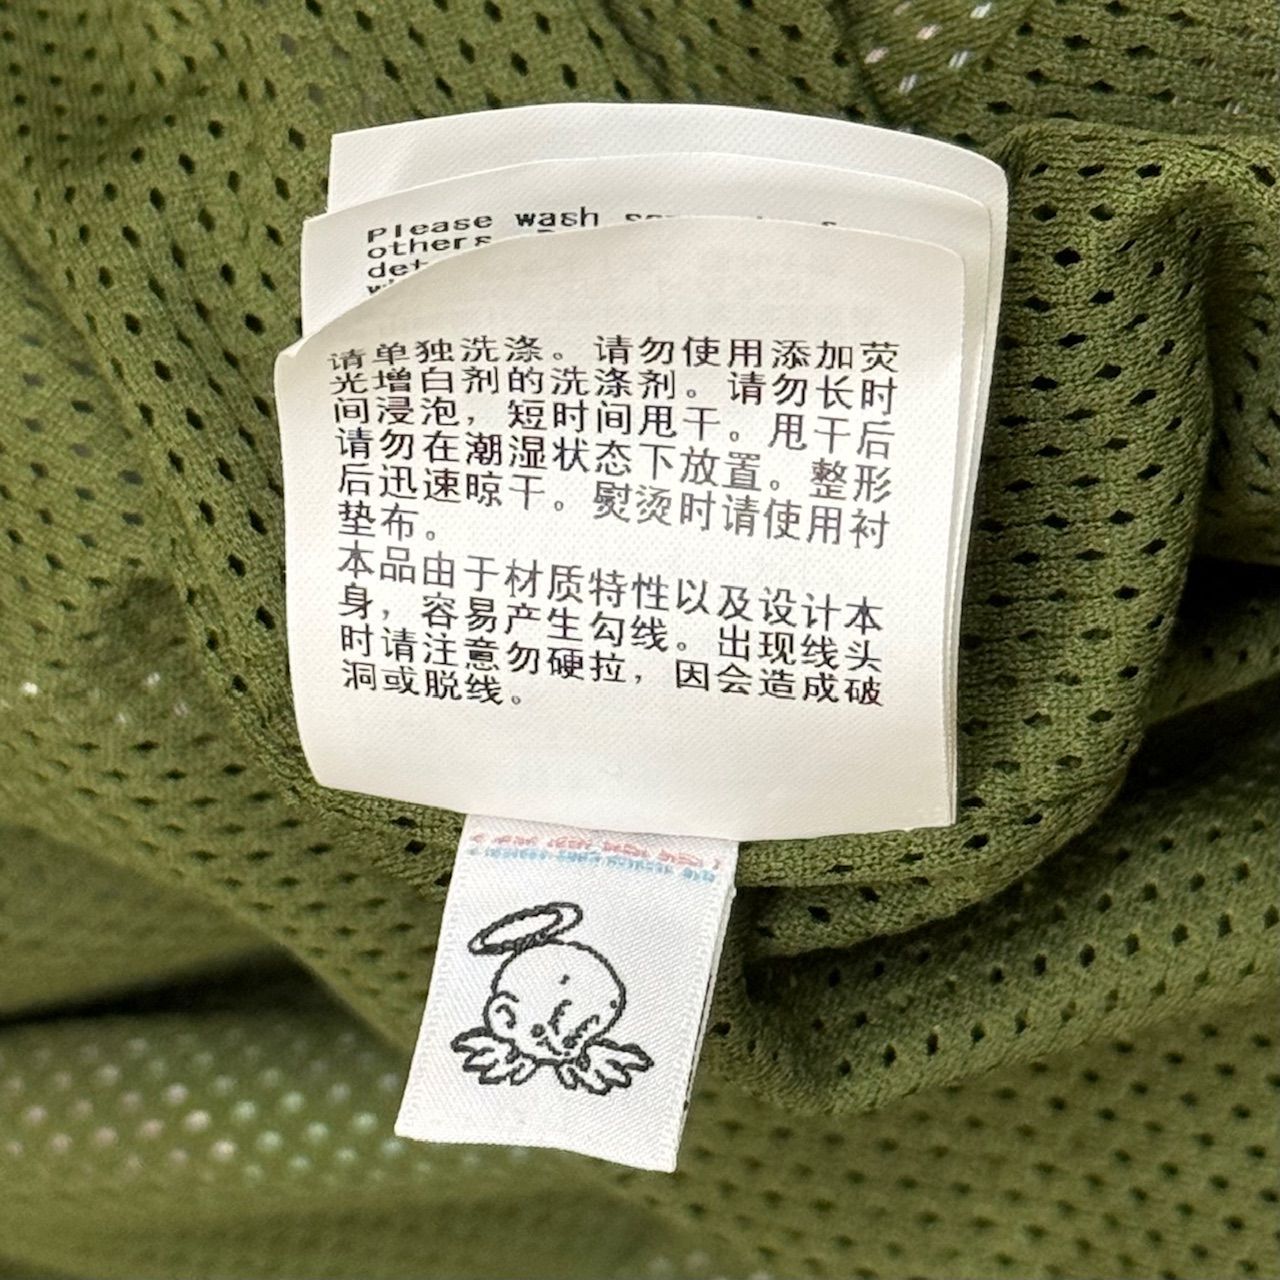 Please wash
others
det
请单独洗涤。请勿使用添加荧
光增白剂的洗涤剂。请勿长时
间浸泡，短时间甩干。甩干后
请勿在潮湿状态下放置。整形
后迅速晾干。熨烫时请使用衬
垫布。
本品由于材质特性以及设计本
身，容易产生勾线。出现线头
时请注意勿硬拉，因会造成破
洞或脱线。